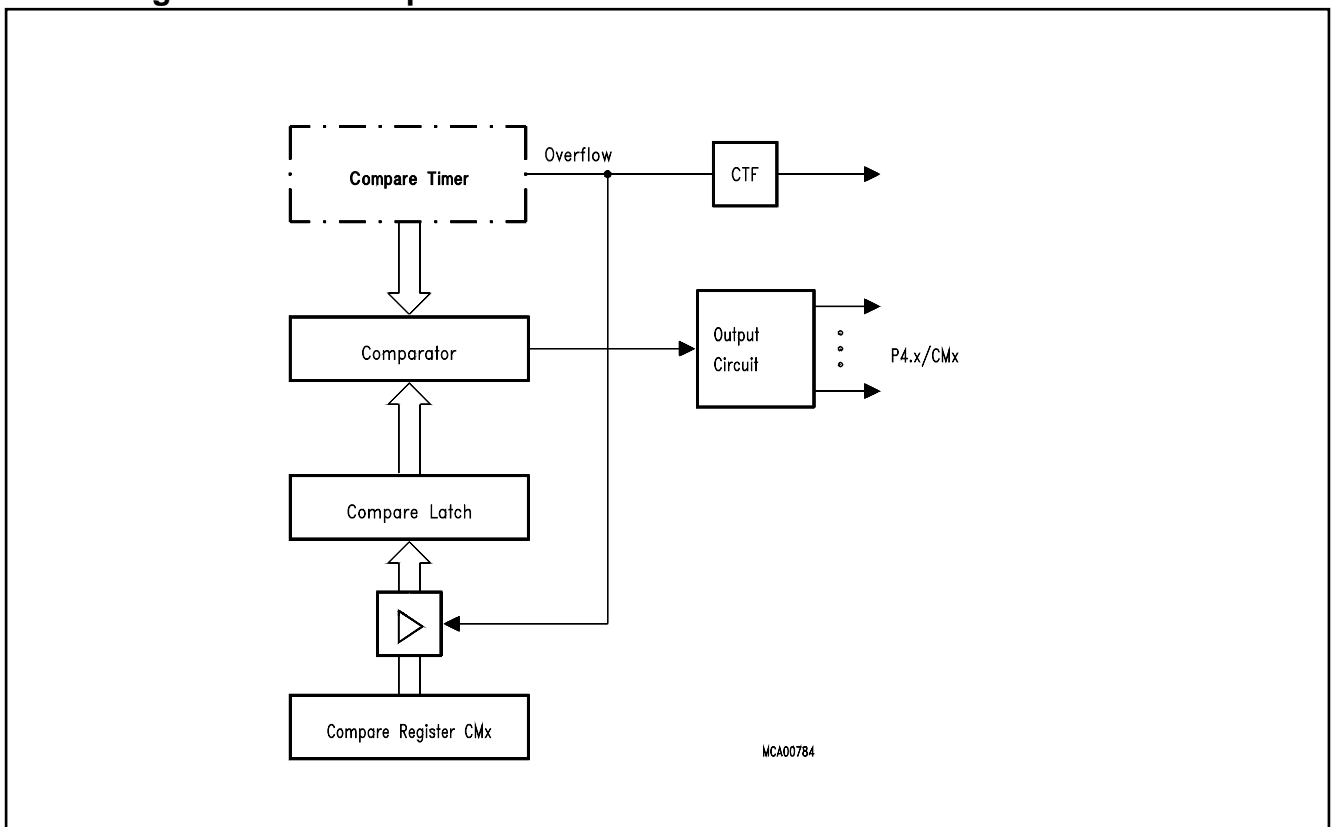 Compare Timer
Overflow
CTF
Comparator
Output
Circuit
P4.x/CMx
Compare Latch
Compare Register CMx
MCA00784